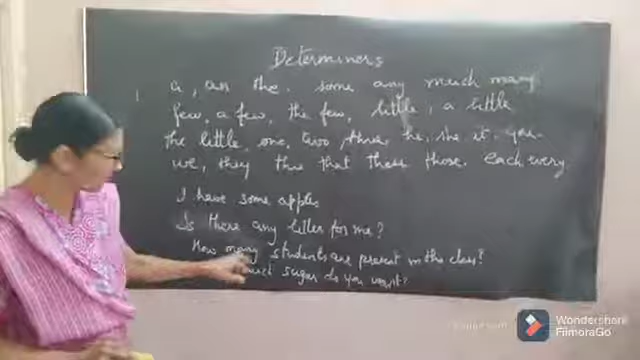 Determiners
a, an the. some any much many.
few, a few, the few, little, a little
the little, one, two three he, she it, you.
we, they this that these those. Each every
I have some apples
Is there any letter for me?
How many students are present in the class?
sugar do you want?
Wondershare
FilmoraGo